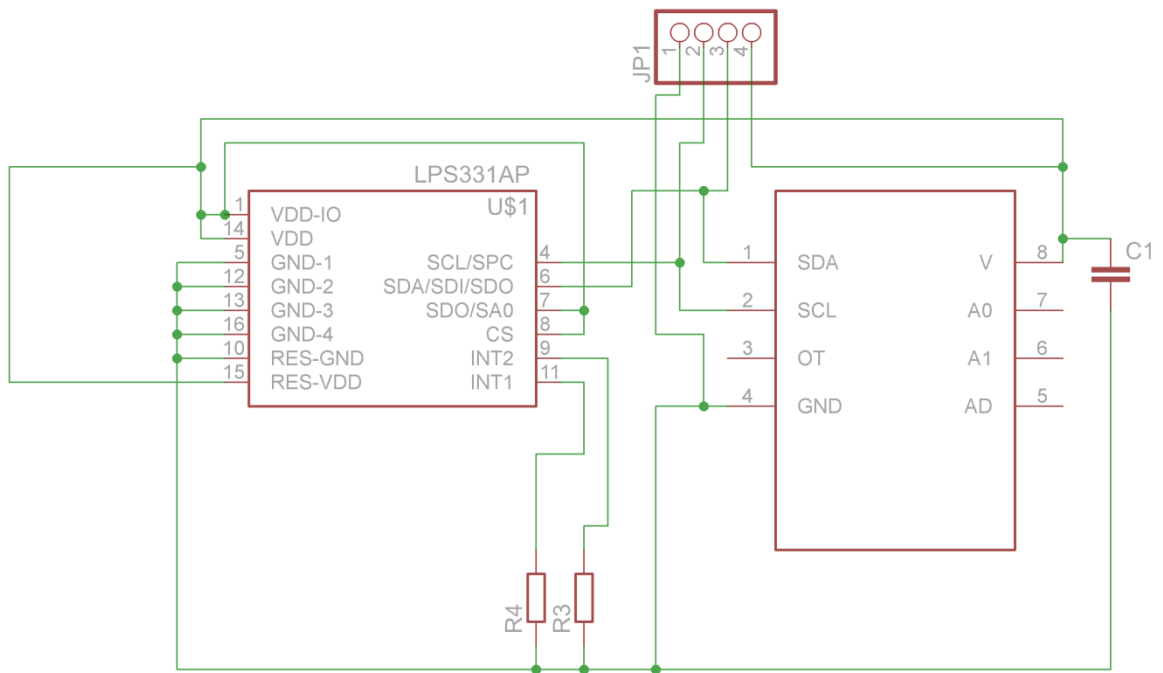 JP1
1 2 3 4
LPS331AP
U$1
1 VDD-IO
14 VDD
5 GND-1 SCL/SPC 4
12 GND-2 SDA/SDI/SDO 6
13 GND-3 SDO/SA0 7
16 GND-4 CS 8
10 RES-GND INT2 9
15 RES-VDD INT1 11
1 SDA V 8
2 SCL A0 7
3 OT A1 6
4 GND AD 5
C1
R4
R3